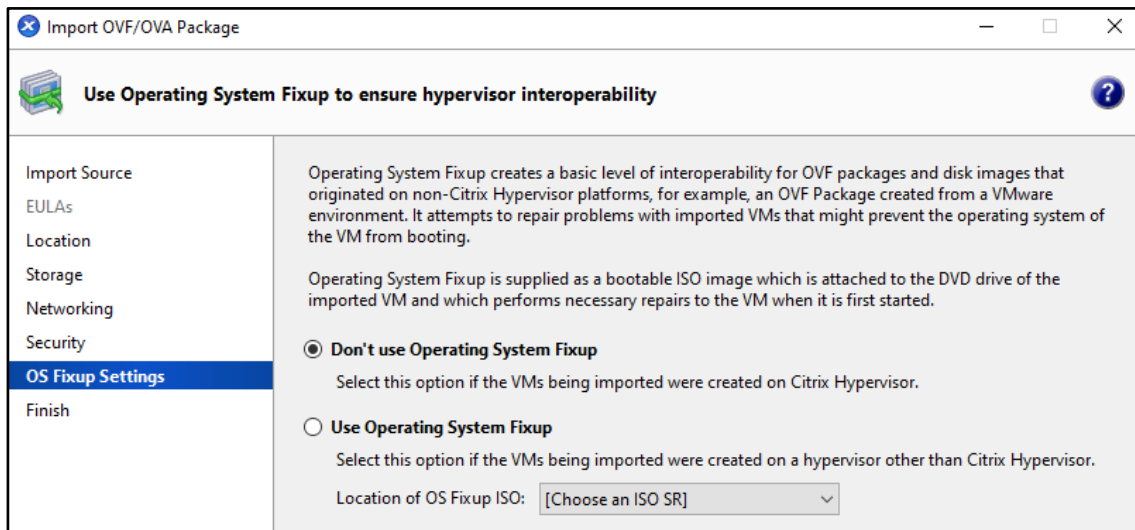 Import OVF/OVA Package
Use Operating System Fixup to ensure hypervisor interoperability
?
Import Source
EULAs
Location
Storage
Networking
Security
OS Fixup Settings
Finish
Operating System Fixup creates a basic level of interoperability for OVF packages and disk images that
originated on non-Citrix Hypervisor platforms, for example, an OVF Package created from a VMware
environment. It attempts to repair problems with imported VMs that might prevent the operating system of
the VM from booting.
Operating System Fixup is supplied as a bootable ISO image which is attached to the DVD drive of the
imported VM and which performs necessary repairs to the VM when it is first started.
Don't use Operating System Fixup
Select this option if the VMs being imported were created on Citrix Hypervisor.
Use Operating System Fixup
Select this option if the VMs being imported were created on a hypervisor other than Citrix Hypervisor.
Location of OS Fixup ISO: [Choose an ISO SR]